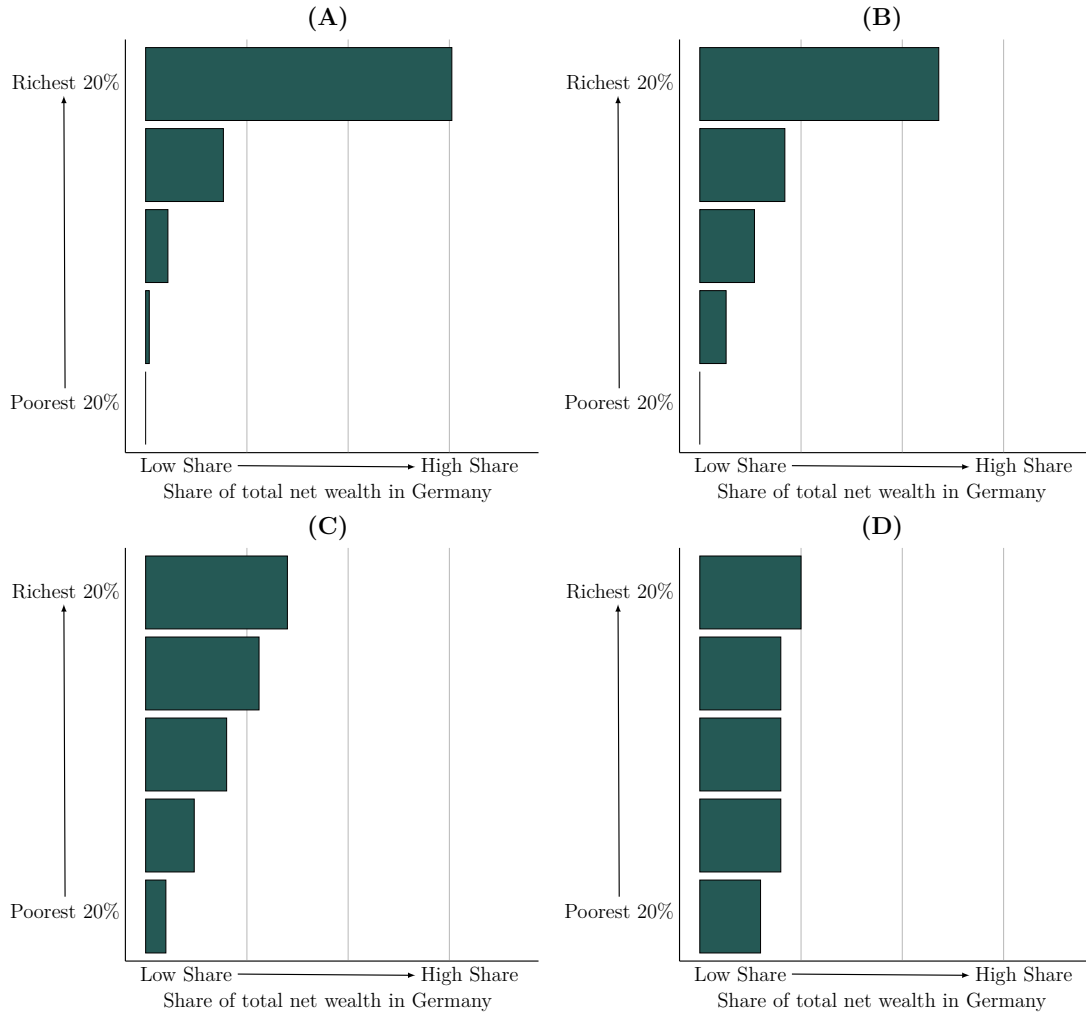 (A)
Richest 20%
Poorest 20%
Low Share
High Share
Share of total net wealth in Germany
(B)
Richest 20%
Poorest 20%
Low Share
High Share
Share of total net wealth in Germany
(C)
Richest 20%
Poorest 20%
Low Share
High Share
Share of total net wealth in Germany
(D)
Richest 20%
Poorest 20%
Low Share
High Share
Share of total net wealth in Germany